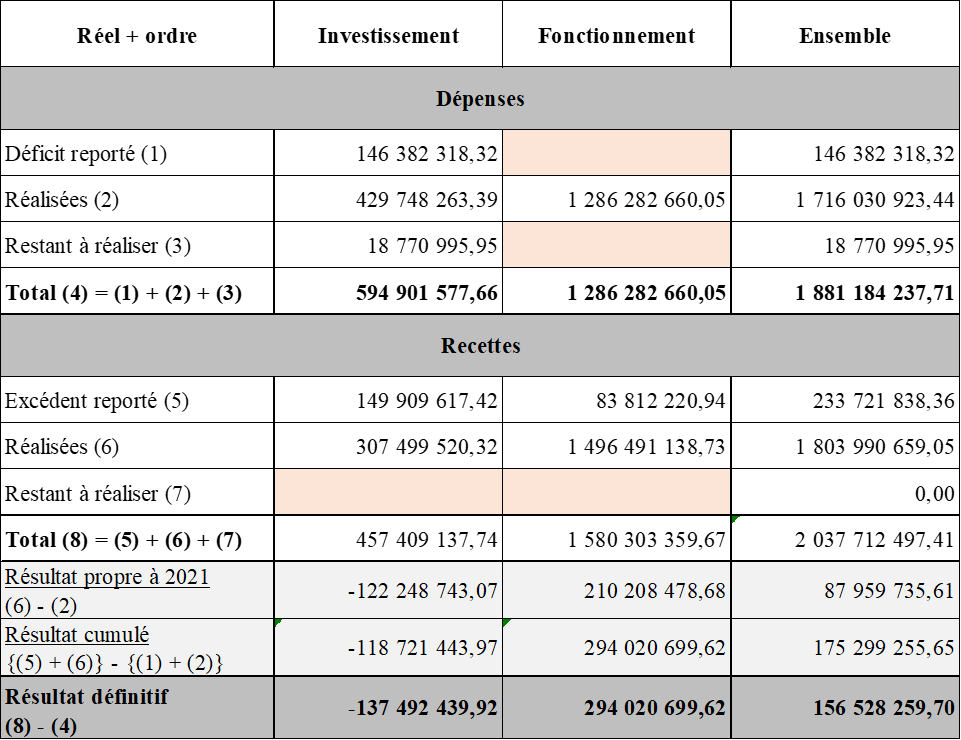 Réel + ordre Investissement Fonctionnement Ensemble
Dépenses
Déficit reporté (1) 146 382 318,32 146 382 318,32
Réalisées (2) 429 748 263,39 1 286 282 660,05 1 716 030 923,44
Restant à réaliser (3) 18 770 995,95 18 770 995,95
Total (4) = (1) + (2) + (3) 594 901 577,66 1 286 282 660,05 1 881 184 237,71
Recettes
Excédent reporté (5) 149 909 617,42 83 812 220,94 233 721 838,36
Réalisées (6) 307 499 520,32 1 496 491 138,73 1 803 990 659,05
Restant à réaliser (7) 0,00
Total (8) = (5) + (6) + (7) 457 409 137,74 1 580 303 359,67 2 037 712 497,41
Résultat propre à 2021
(6) - (2) -122 248 743,07 210 208 478,68 87 959 735,61
Résultat cumulé
{(5) + (6)} - {(1) + (2)} -118 721 443,97 294 020 699,62 175 299 255,65
Résultat définitif
(8) - (4) -137 492 439,92 294 020 699,62 156 528 259,70